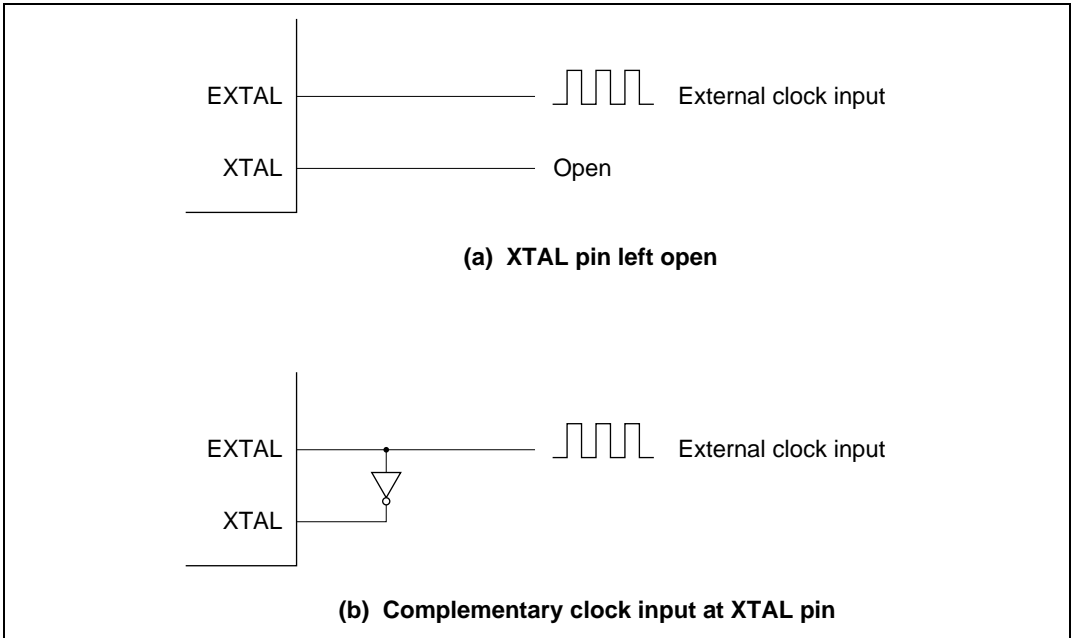 EXTAL
External clock input
XTAL
Open
(a) XTAL pin left open
EXTAL
External clock input
XTAL
(b) Complementary clock input at XTAL pin